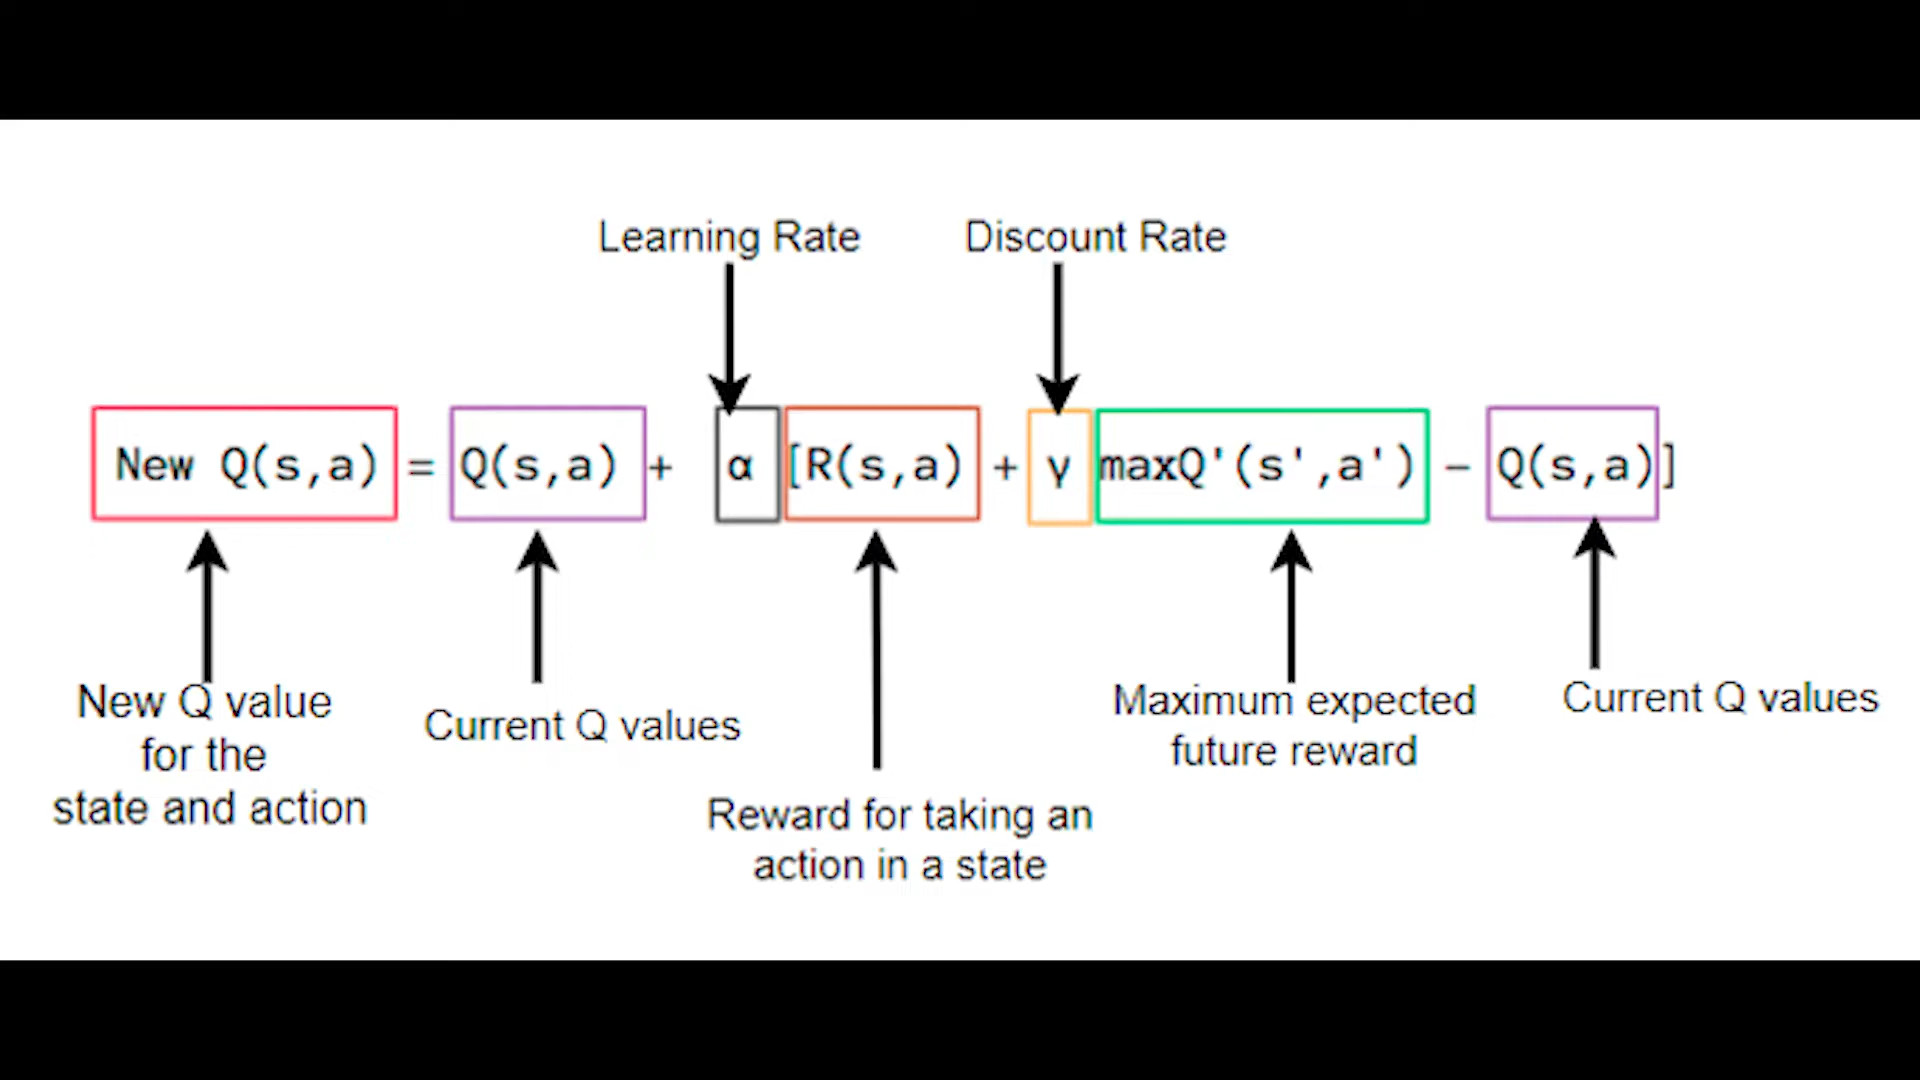 Learning Rate
Discount Rate
New Q(s,a) = Q(s,a) + α [R(s,a) + γ maxQ'(s',a') - Q(s,a)]
New Q value
for the
state and action
Current Q values
Reward for taking an
action in a state
Maximum expected
future reward
Current Q values